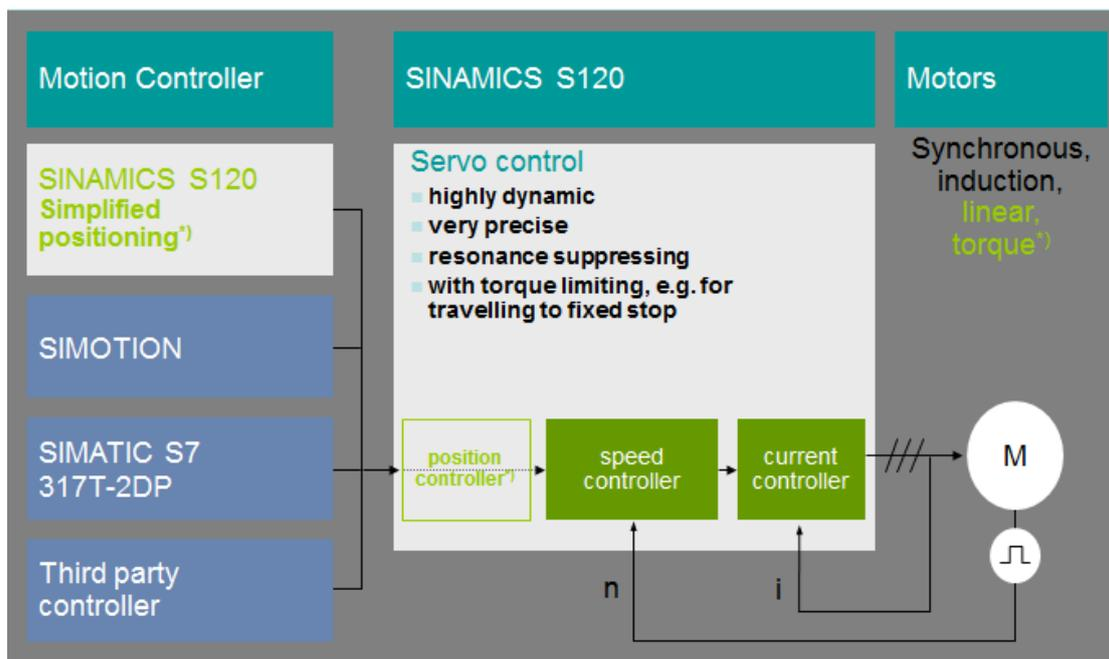 Motion Controller
SINAMICS S120
Motors
SINAMICS S120
Simplified
positioning*)
SIMOTION
SIMATIC S7
317T-2DP
Third party
controller
Servo control
highly dynamic
very precise
resonance suppressing
with torque limiting, e.g. for
travelling to fixed stop
position
controller*)
speed
controller
current
controller
n
i
Synchronous,
induction,
linear,
torque*)
M